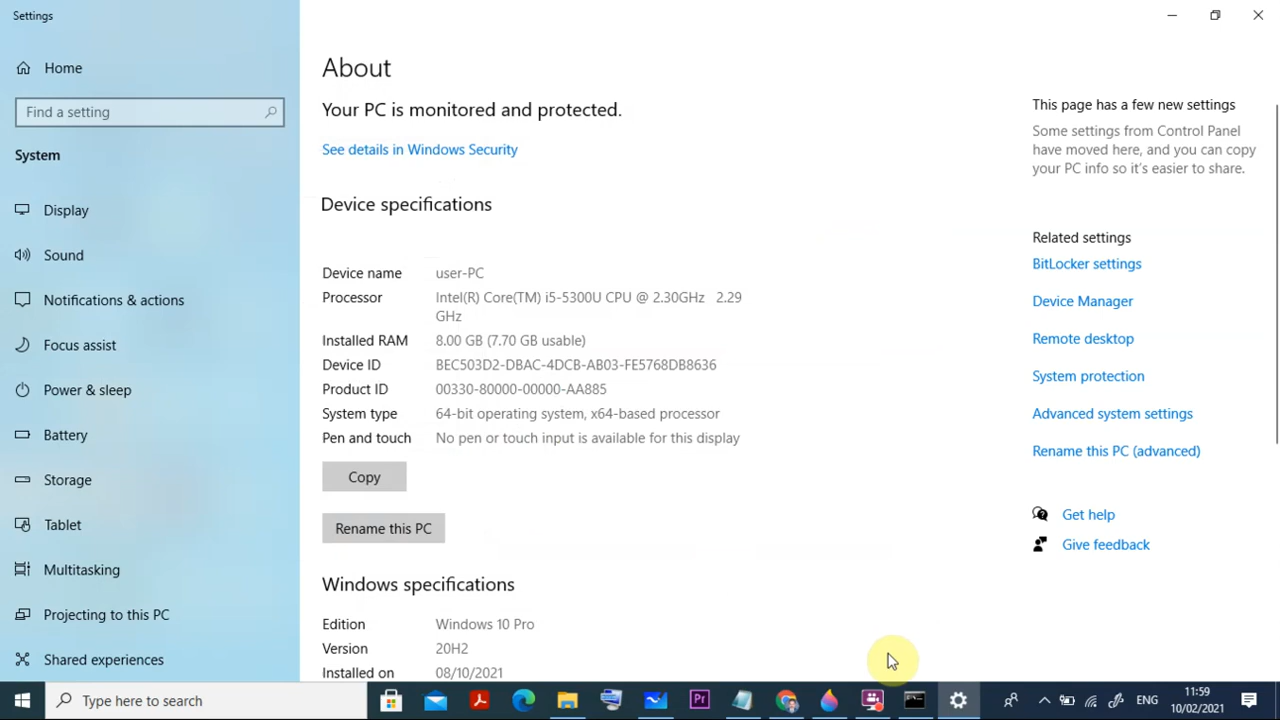 Settings
Home
Find a setting
System
Display
Sound
Notifications & actions
Focus assist
Power & sleep
Battery
Storage
Tablet
Multitasking
Projecting to this PC
Shared experiences
About
Your PC is monitored and protected.
See details in Windows Security
Device specifications
Device name user-PC
Processor Intel(R) Core(TM) i5-5300U CPU @ 2.30GHz 2.29
GHz
Installed RAM 8.00 GB (7.70 GB usable)
Device ID BEC503D2-DBAC-4DCB-AB03-FE5768DB8636
Product ID 00330-80000-00000-AA885
System type 64-bit operating system, x64-based processor
Pen and touch No pen or touch input is available for this display
Copy
Rename this PC
Windows specifications
Edition Windows 10 Pro
Version 20H2
Installed on 08/10/2021
This page has a few new settings
Some settings from Control Panel
have moved here, and you can copy
your PC info so it's easier to share.
Related settings
BitLocker settings
Device Manager
Remote desktop
System protection
Advanced system settings
Rename this PC (advanced)
Get help
Give feedback
Type here to search
Pr
ENG
11:59
10/02/2021